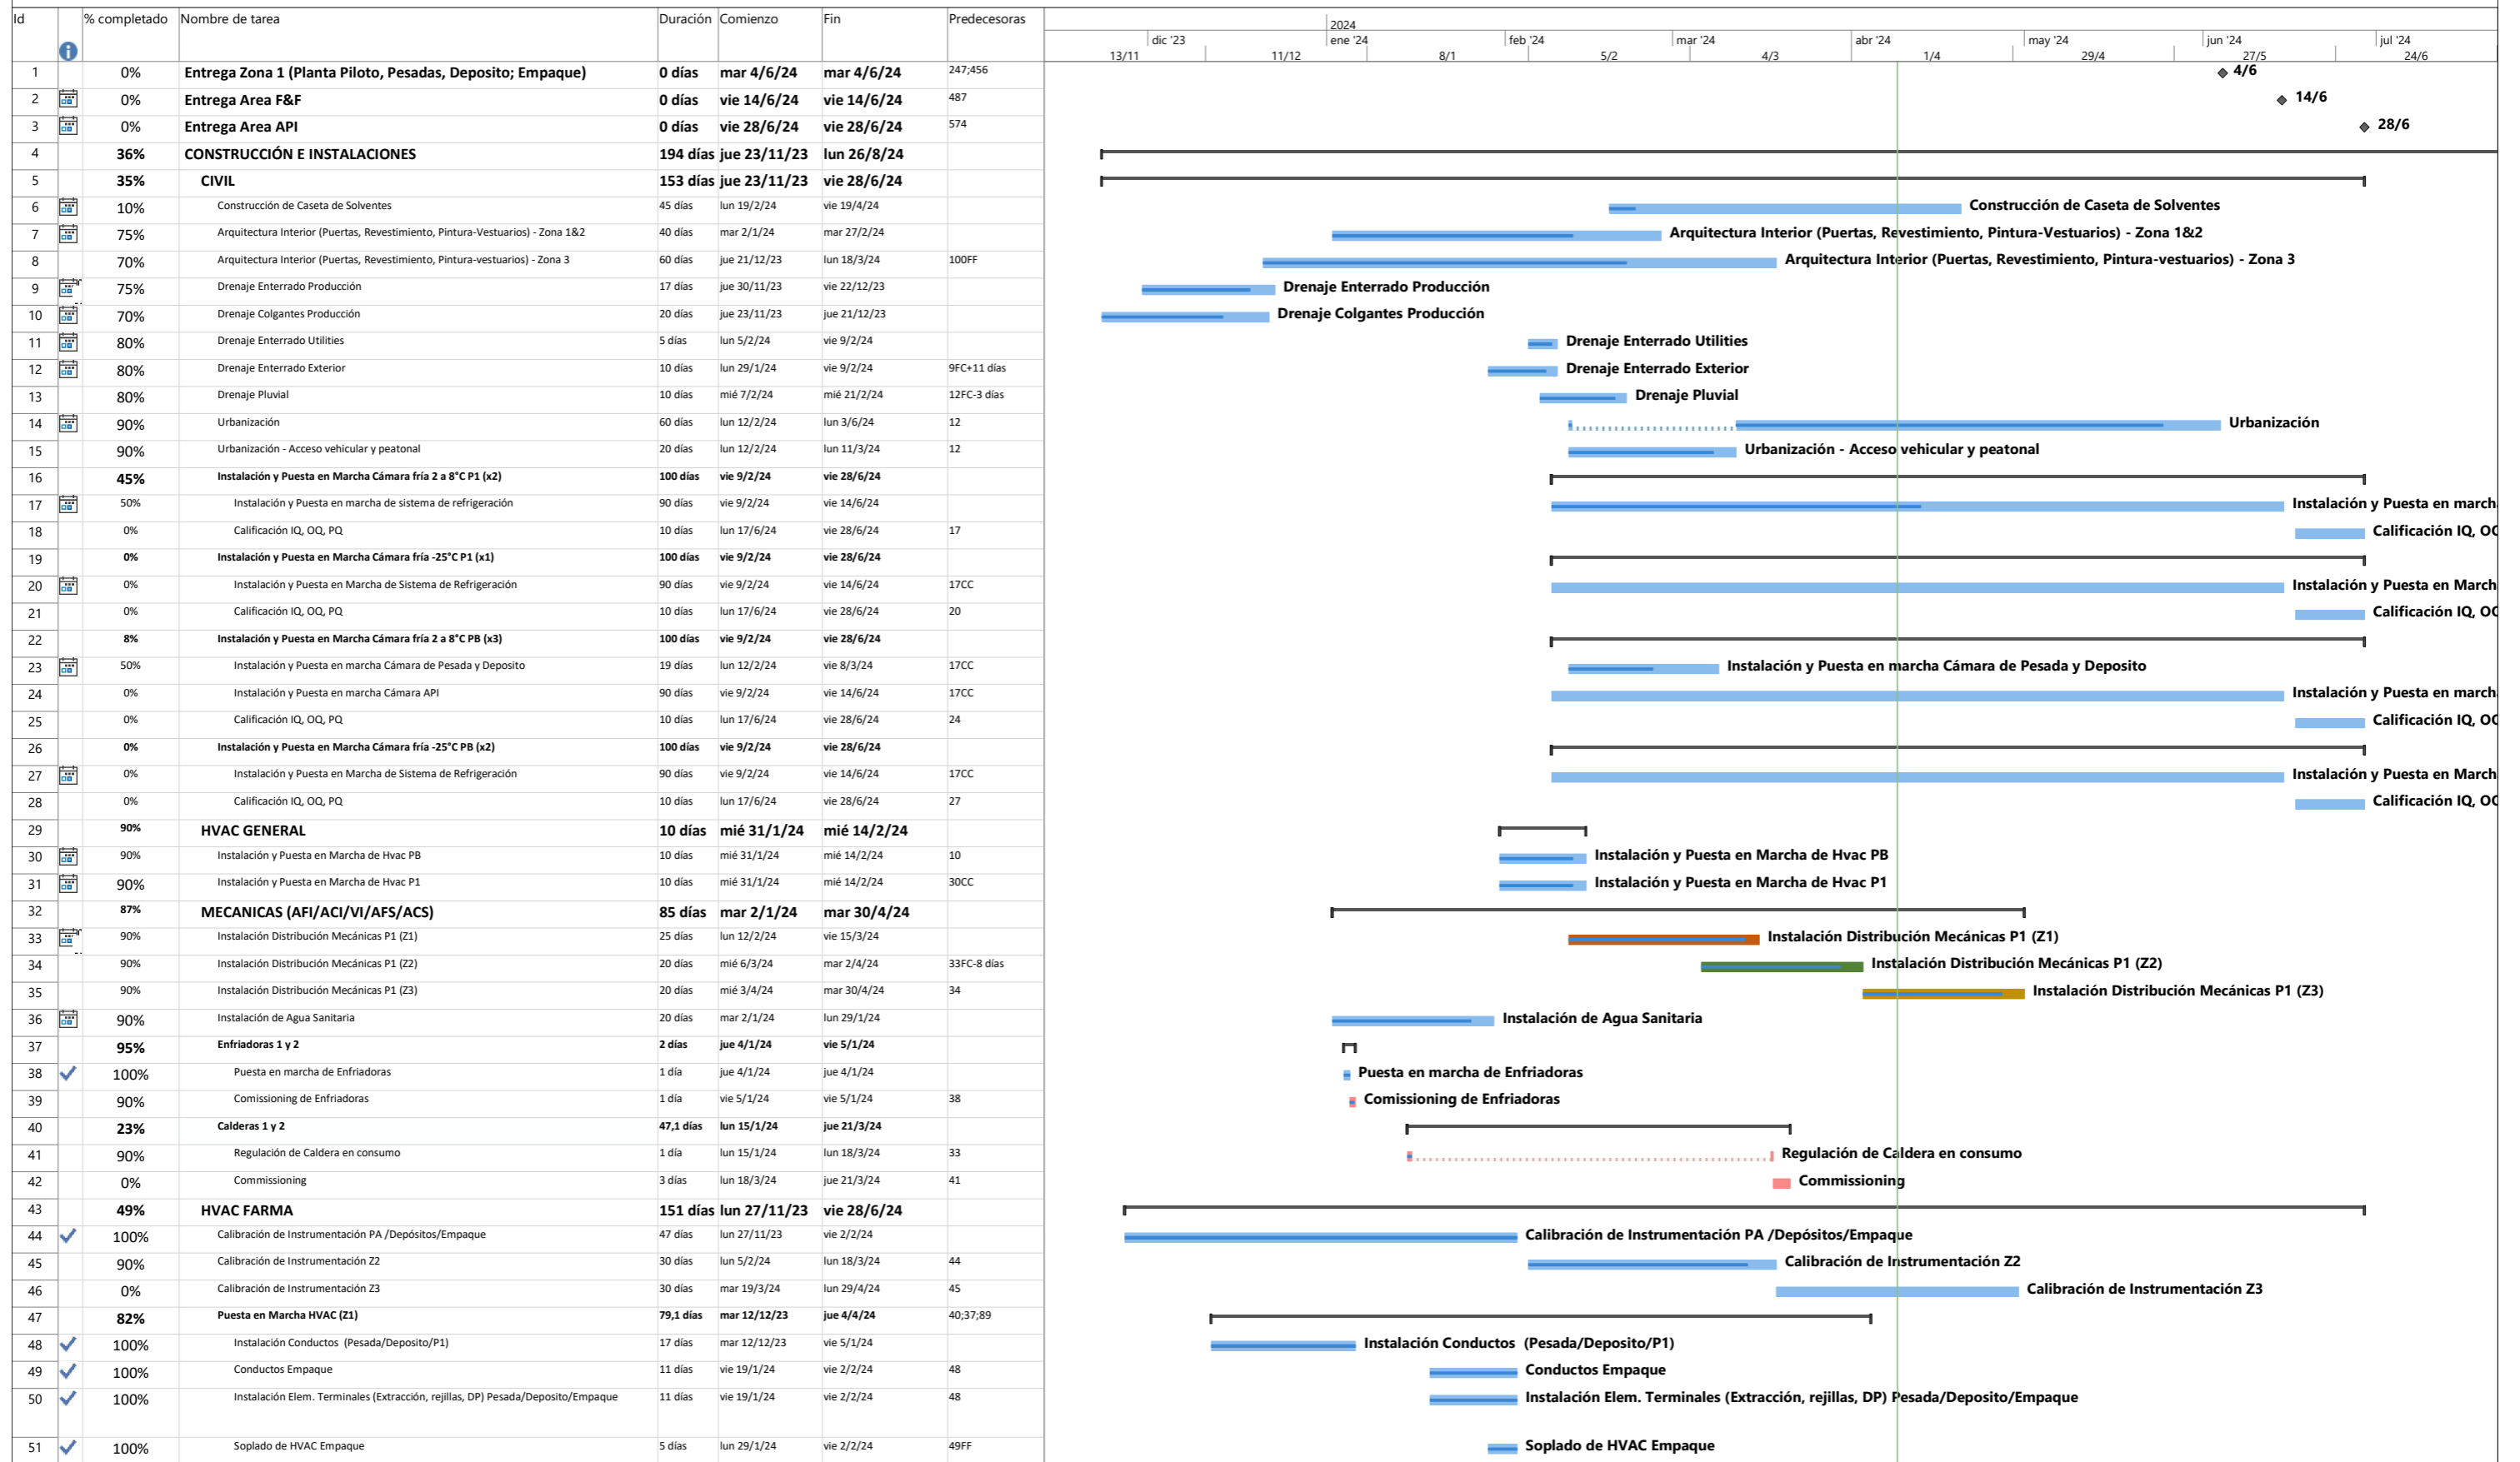 Id % completado Nombre de tarea Duración Comienzo Fin Predecesoras
2024
dic '23 ene '24 feb '24 mar '24 abr '24 may '24 jun '24 jul '24
13/11 11/12 8/1 5/2 4/3 1/4 29/4 27/5 24/6
1 0% Entrega Zona 1 (Planta Piloto, Pesadas, Deposito; Empaque) 0 días mar 4/6/24 mar 4/6/24 247;456 4/6
2 0% Entrega Area F&F 0 días vie 14/6/24 vie 14/6/24 487 14/6
3 0% Entrega Area API 0 días vie 28/6/24 vie 28/6/24 574 28/6
4 36% CONSTRUCCIÓN E INSTALACIONES 194 días jue 23/11/23 lun 26/8/24
5 35% CIVIL 153 días jue 23/11/23 vie 28/6/24
6 10% Construcción de Caseta de Solventes 45 días lun 19/2/24 vie 19/4/24 Construcción de Caseta de Solventes
7 75% Arquitectura Interior (Puertas, Revestimiento, Pintura-Vestuarios) - Zona 1&2 40 días mar 2/1/24 mar 27/2/24 Arquitectura Interior (Puertas, Revestimiento, Pintura-Vestuarios) - Zona 1&2
8 70% Arquitectura Interior (Puertas, Revestimiento, Pintura-vestuarios) - Zona 3 60 días jue 21/12/23 lun 18/3/24 100FF Arquitectura Interior (Puertas, Revestimiento, Pintura-vestuarios) - Zona 3
9 75% Drenaje Enterrado Producción 17 días jue 30/11/23 vie 22/12/23 Drenaje Enterrado Producción
10 70% Drenaje Colgantes Producción 20 días jue 23/11/23 jue 21/12/23 Drenaje Colgantes Producción
11 80% Drenaje Enterrado Utilities 5 días lun 5/2/24 vie 9/2/24 Drenaje Enterrado Utilities
12 80% Drenaje Enterrado Exterior 10 días lun 29/1/24 vie 9/2/24 9FC+11 días Drenaje Enterrado Exterior
13 80% Drenaje Pluvial 10 días mié 7/2/24 mié 21/2/24 12FC-3 días Drenaje Pluvial
14 90% Urbanización 60 días lun 12/2/24 lun 3/6/24 12 Urbanización
15 90% Urbanización - Acceso vehicular y peatonal 20 días lun 12/2/24 lun 11/3/24 12 Urbanización - Acceso vehicular y peatonal
16 45% Instalación y Puesta en Marcha Cámara fría 2 a 8°C P1 (x2) 100 días vie 9/2/24 vie 28/6/24
17 50% Instalación y Puesta en marcha de sistema de refrigeración 90 días vie 9/2/24 vie 14/6/24 Instalación y Puesta en march
18 0% Calificación IQ, OQ, PQ 10 días lun 17/6/24 vie 28/6/24 17 Calificación IQ, OQ
19 0% Instalación y Puesta en Marcha Cámara fría -25°C P1 (x1) 100 días vie 9/2/24 vie 28/6/24
20 0% Instalación y Puesta en Marcha de Sistema de Refrigeración 90 días vie 9/2/24 vie 14/6/24 17CC Instalación y Puesta en March
21 0% Calificación IQ, OQ, PQ 10 días lun 17/6/24 vie 28/6/24 20 Calificación IQ, OQ
22 8% Instalación y Puesta en Marcha Cámara fría 2 a 8°C PB (x3) 100 días vie 9/2/24 vie 28/6/24
23 50% Instalación y Puesta en marcha Cámara de Pesada y Deposito 19 días lun 12/2/24 vie 8/3/24 17CC Instalación y Puesta en marcha Cámara de Pesada y Deposito
24 0% Instalación y Puesta en marcha Cámara API 90 días vie 9/2/24 vie 14/6/24 17CC Instalación y Puesta en march
25 0% Calificación IQ, OQ, PQ 10 días lun 17/6/24 vie 28/6/24 24 Calificación IQ, OQ
26 0% Instalación y Puesta en Marcha Cámara fría -25°C PB (x2) 100 días vie 9/2/24 vie 28/6/24
27 0% Instalación y Puesta en Marcha de Sistema de Refrigeración 90 días vie 9/2/24 vie 14/6/24 17CC Instalación y Puesta en March
28 0% Calificación IQ, OQ, PQ 10 días lun 17/6/24 vie 28/6/24 27 Calificación IQ, OQ
29 90% HVAC GENERAL 10 días mié 31/1/24 mié 14/2/24
30 90% Instalación y Puesta en Marcha de Hvac PB 10 días mié 31/1/24 mié 14/2/24 10 Instalación y Puesta en Marcha de Hvac PB
31 90% Instalación y Puesta en Marcha de Hvac P1 10 días mié 31/1/24 mié 14/2/24 30CC Instalación y Puesta en Marcha de Hvac P1
32 87% MECANICAS (AFI/ACI/VI/AFS/ACS) 85 días mar 2/1/24 mar 30/4/24
33 90% Instalación Distribución Mecánicas P1 (Z1) 25 días lun 12/2/24 vie 15/3/24 Instalación Distribución Mecánicas P1 (Z1)
34 90% Instalación Distribución Mecánicas P1 (Z2) 20 días mié 6/3/24 mar 2/4/24 33FC-8 días Instalación Distribución Mecánicas P1 (Z2)
35 90% Instalación Distribución Mecánicas P1 (Z3) 20 días mié 3/4/24 mar 30/4/24 34 Instalación Distribución Mecánicas P1 (Z3)
36 90% Instalación de Agua Sanitaria 20 días mar 2/1/24 lun 29/1/24 Instalación de Agua Sanitaria
37 95% Enfriadoras 1 y 2 2 días jue 4/1/24 vie 5/1/24
38 100% Puesta en marcha de Enfriadoras 1 día jue 4/1/24 jue 4/1/24 Puesta en marcha de Enfriadoras
39 90% Comissioning de Enfriadoras 1 día vie 5/1/24 vie 5/1/24 38 Comissioning de Enfriadoras
40 23% Calderas 1 y 2 47,1 días lun 15/1/24 jue 21/3/24
41 90% Regulación de Caldera en consumo 1 día lun 15/1/24 lun 18/3/24 33 Regulación de Caldera en consumo
42 0% Commissioning 3 días lun 18/3/24 jue 21/3/24 41 Commissioning
43 49% HVAC FARMA 151 días lun 27/11/23 vie 28/6/24
44 100% Calibración de Instrumentación PA /Depósitos/Empaque 47 días lun 27/11/23 vie 2/2/24 Calibración de Instrumentación PA /Depósitos/Empaque
45 90% Calibración de Instrumentación Z2 30 días lun 5/2/24 lun 18/3/24 44 Calibración de Instrumentación Z2
46 0% Calibración de Instrumentación Z3 30 días mar 19/3/24 lun 29/4/24 45 Calibración de Instrumentación Z3
47 82% Puesta en Marcha HVAC (Z1) 79,1 días mar 12/12/23 jue 4/4/24 40;37;89
48 100% Instalación Conductos (Pesada/Deposito/P1) 17 días mar 12/12/23 vie 5/1/24 Instalación Conductos (Pesada/Deposito/P1)
49 100% Conductos Empaque 11 días vie 19/1/24 vie 2/2/24 48 Conductos Empaque
50 100% Instalación Elem. Terminales (Extracción, rejillas, DP) Pesada/Deposito/Empaque 11 días vie 19/1/24 vie 2/2/24 48 Instalación Elem. Terminales (Extracción, rejillas, DP) Pesada/Deposito/Empaque
51 100% Soplado de HVAC Empaque 5 días lun 29/1/24 vie 2/2/24 49FF Soplado de HVAC Empaque